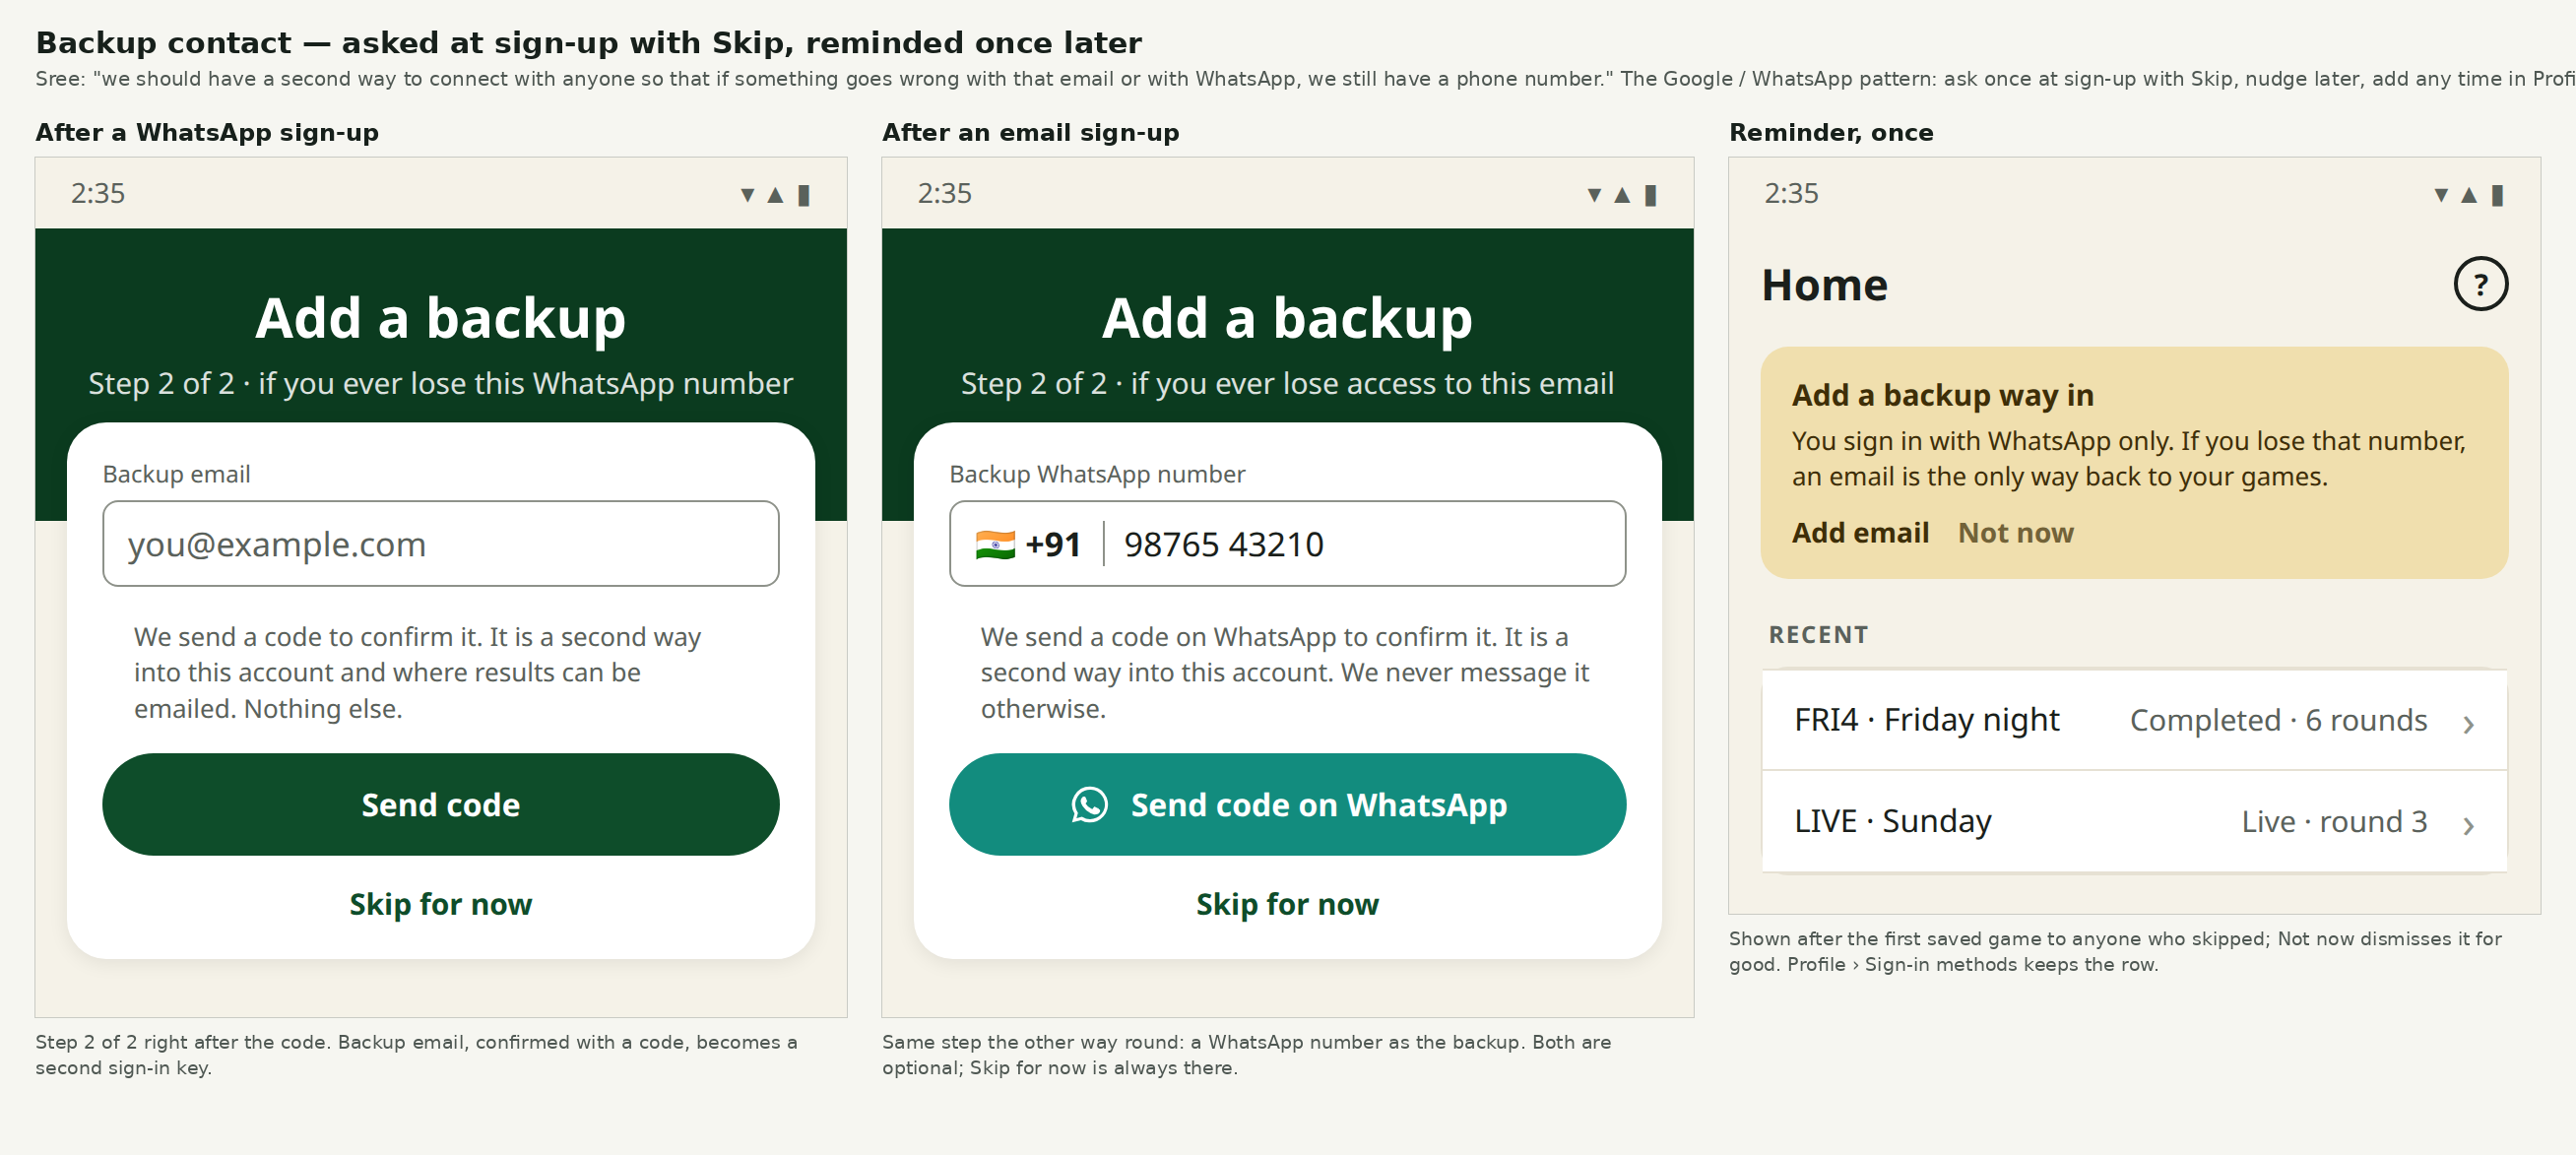 Backup contact — asked at sign-up with Skip, reminded once later
Sree: "we should have a second way to connect with anyone so that if something goes wrong with that email or with WhatsApp, we still have a phone number." The Google / WhatsApp pattern: ask once at sign-up with Skip, nudge later, add any time in
After a WhatsApp sign-up
2:35
Add a backup
Step 2 of 2 · if you ever lose this WhatsApp number
Backup email
you@example.com
We send a code to confirm it. It is a second way
into this account and where results can be
emailed. Nothing else.
Send code
Skip for now
Step 2 of 2 right after the code. Backup email, confirmed with a code, becomes a
second sign-in key.
After an email sign-up
2:35
Add a backup
Step 2 of 2 · if you ever lose access to this email
Backup WhatsApp number
+91 98765 43210
We send a code on WhatsApp to confirm it. It is a
second way into this account. We never message it
otherwise.
Send code on WhatsApp
Skip for now
Same step the other way round: a WhatsApp number as the backup. Both are
optional; Skip for now is always there.
Reminder, once
2:35
Home
?
Add a backup way in
You sign in with WhatsApp only. If you lose that number,
an email is the only way back to your games.
Add email Not now
RECENT
FRI4 · Friday night Completed · 6 rounds ›
LIVE · Sunday Live · round 3 ›
Shown after the first saved game to anyone who skipped; Not now dismisses it for
good. Profile › Sign-in methods keeps the row.